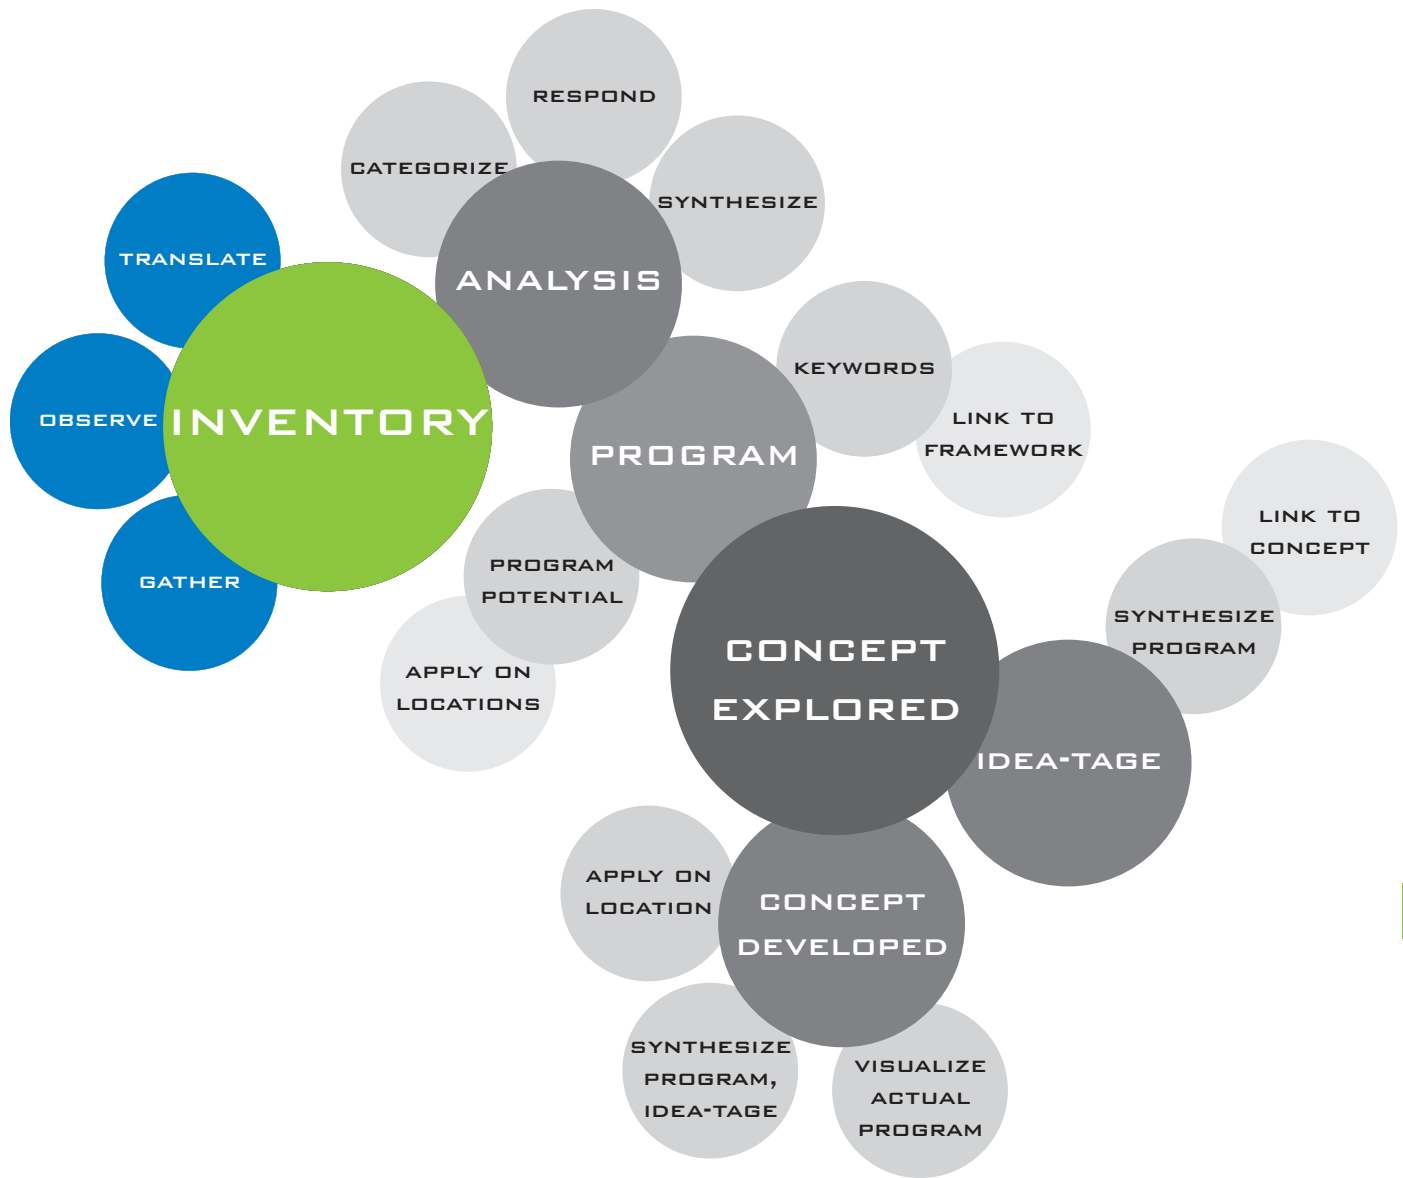 RESPOND
CATEGORIZE
SYNTHESIZE
TRANSLATE
ANALYSIS
OBSERVE
INVENTORY
GATHER
KEYWORDS
LINK TO
FRAMEWORK
PROGRAM
PROGRAM
POTENTIAL
APPLY ON
LOCATIONS
LINK TO
CONCEPT
SYNTHESIZE
PROGRAM
CONCEPT
EXPLORED
IDEA-TAGE
APPLY ON
LOCATION
CONCEPT
DEVELOPED
SYNTHESIZE
PROGRAM,
IDEA-TAGE
VISUALIZE
ACTUAL
PROGRAM